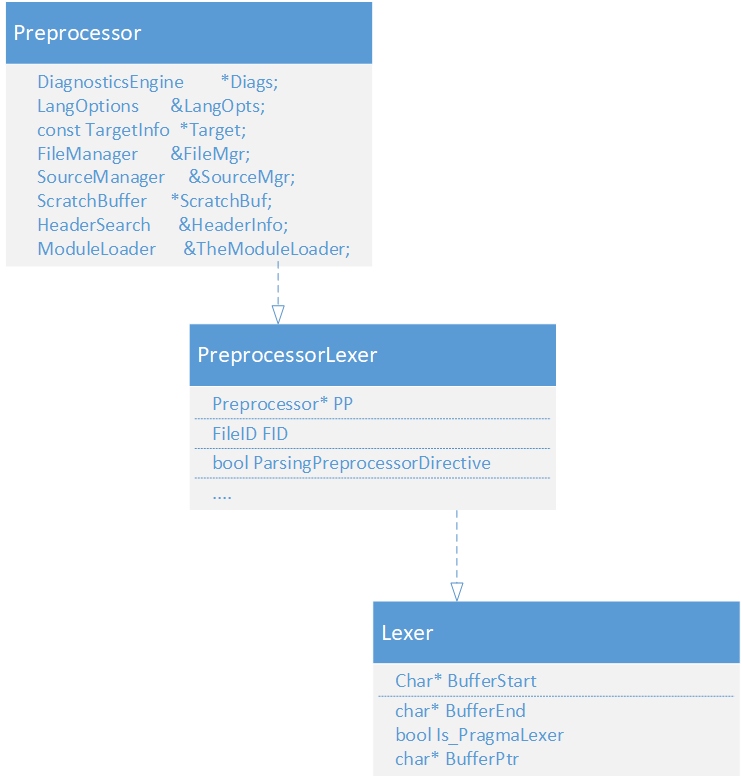 Preprocessor
DiagnosticsEngine *Diags;
LangOptions &LangOpts;
const TargetInfo *Target;
FileManager &FileMgr;
SourceManager &SourceMgr;
ScratchBuffer *ScratchBuf;
HeaderSearch &HeaderInfo;
ModuleLoader &TheModuleLoader;
PreprocessorLexer
Preprocessor* PP
FileID FID
bool ParsingPreprocessorDirective
....
Lexer
Char* BufferStart
char* BufferEnd
bool Is_PragmaLexer
char* BufferPtr